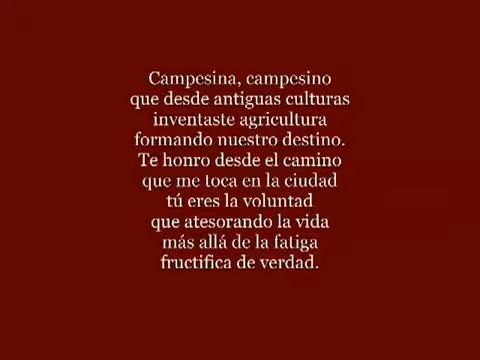 Campesina, campesino
que desde antiguas culturas
inventaste agricultura
formando nuestro destino.
Te honro desde el camino
que me toca en la ciudad
tú eres la voluntad
que atesorando la vida
más allá de la fatiga
fructifica de verdad.